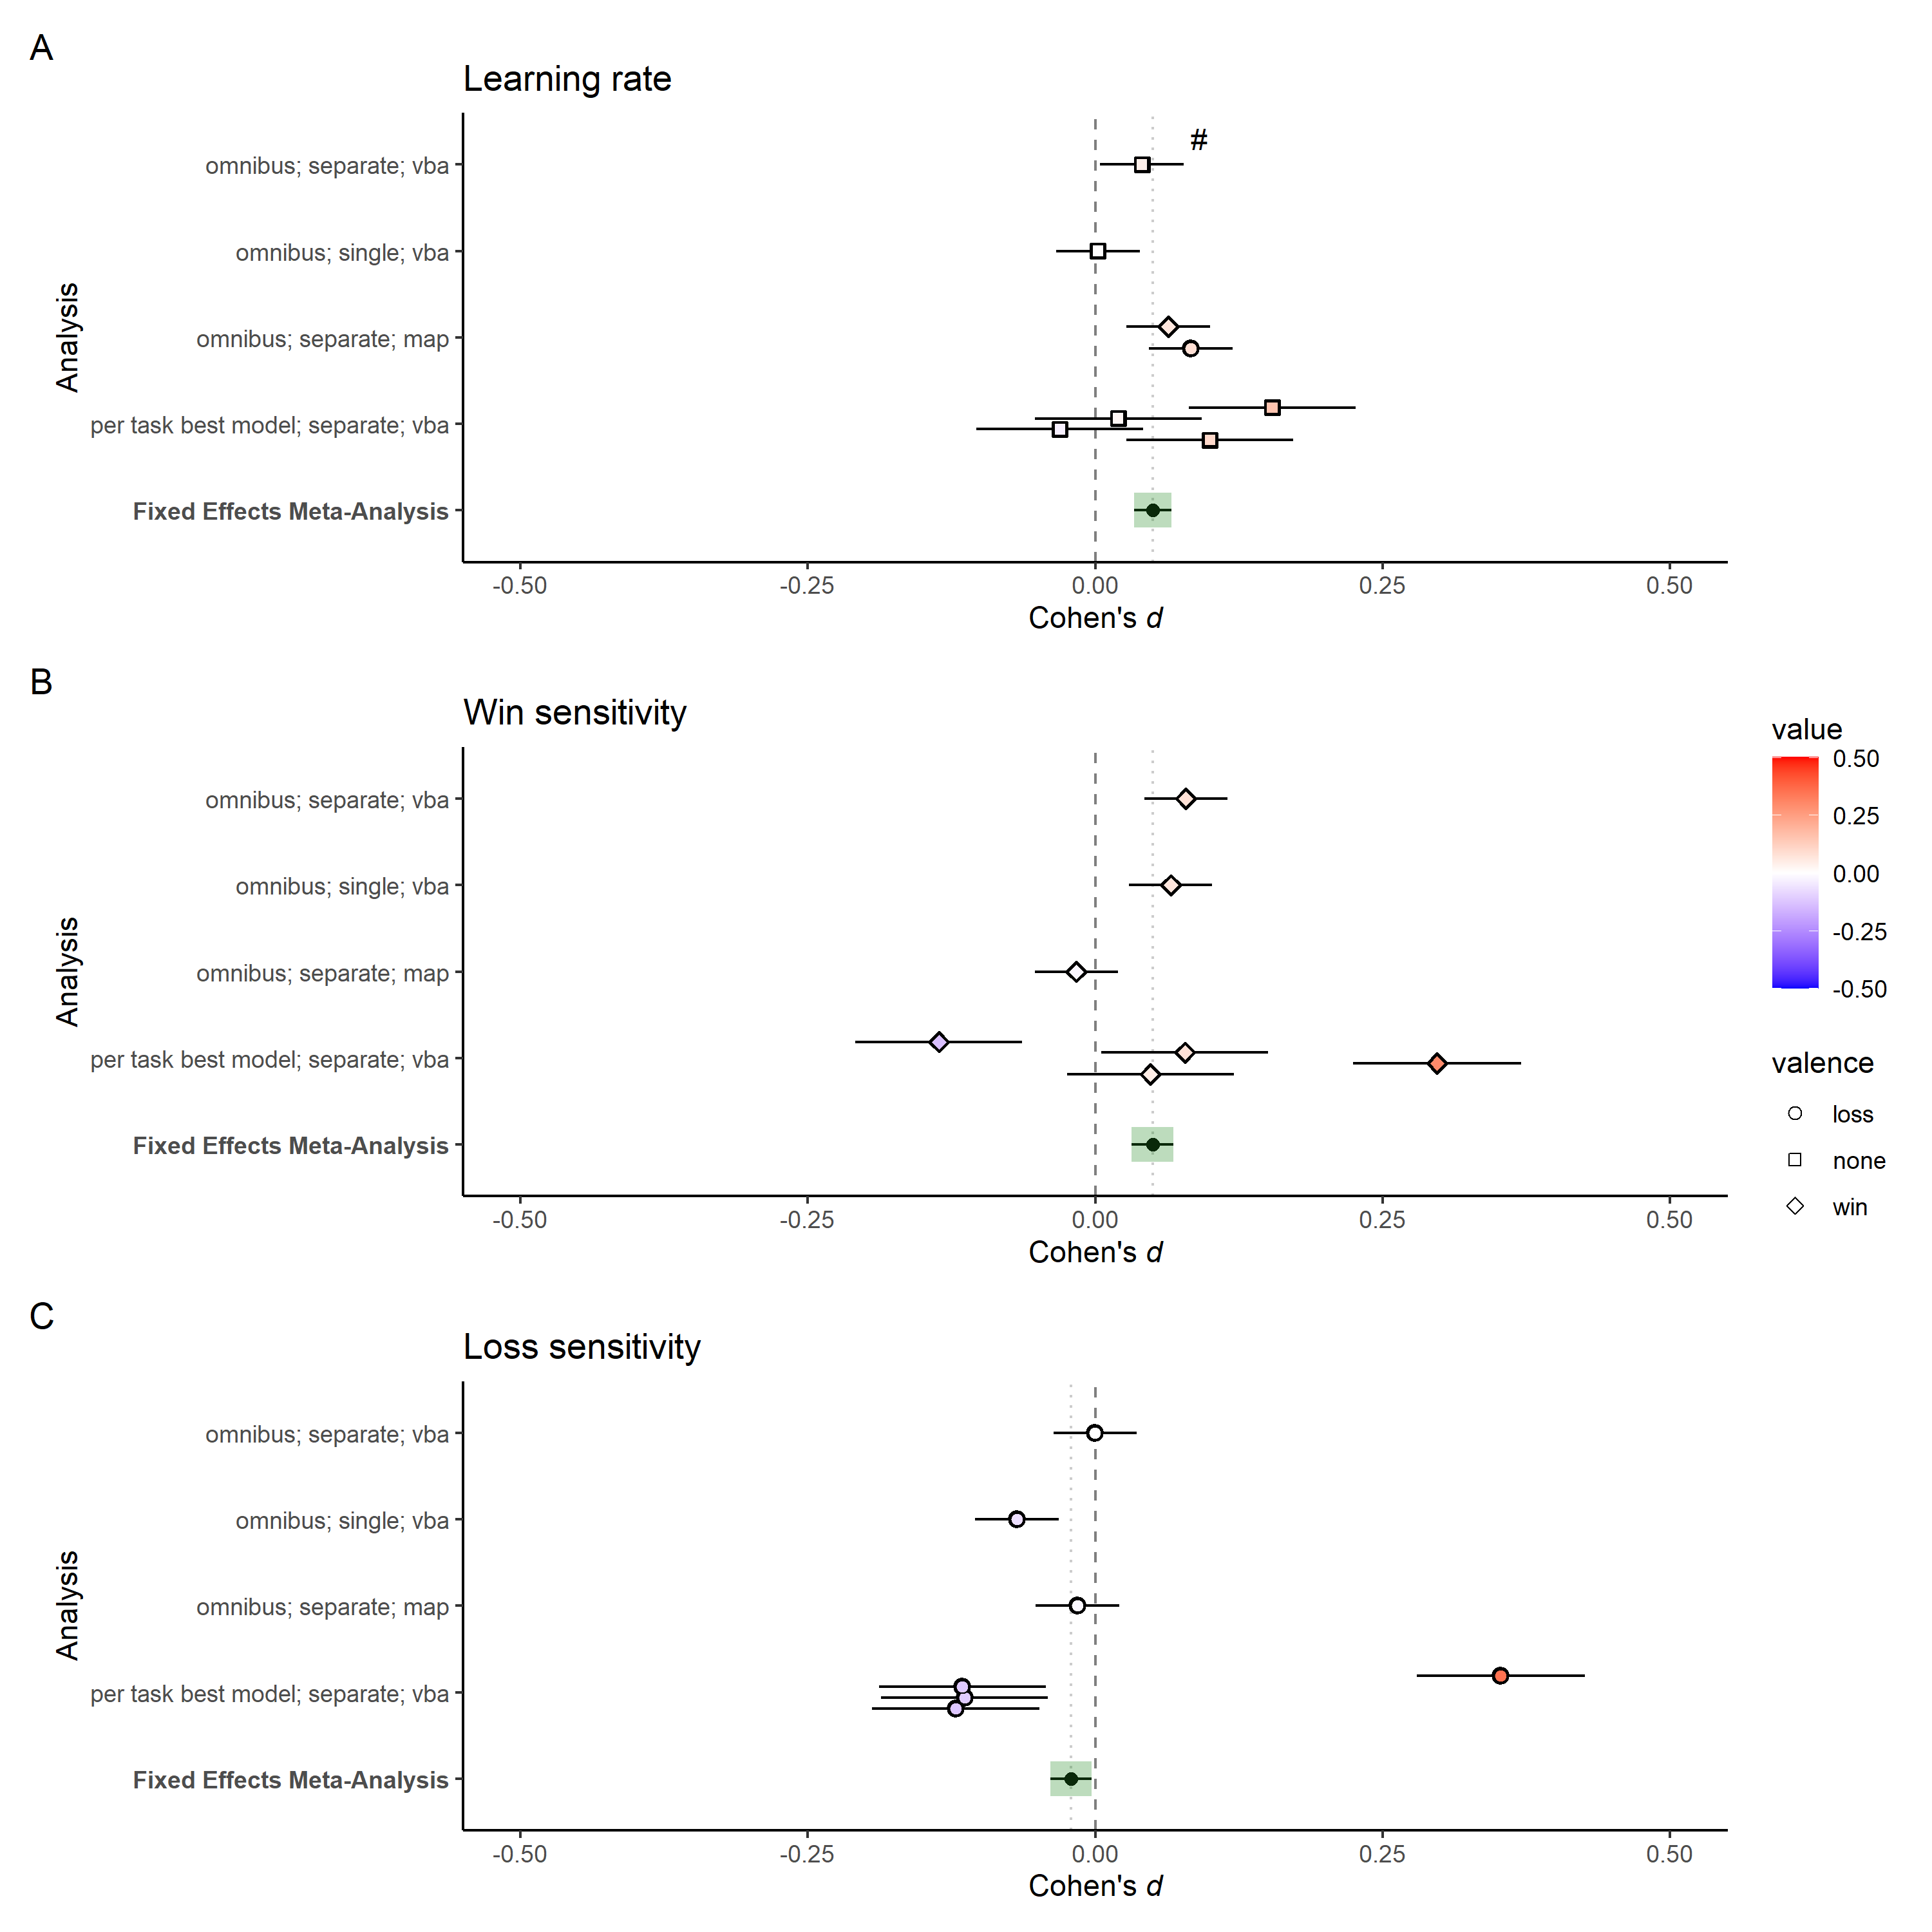 A
Learning rate
#
omnibus; separate; vba
omnibus; single; vba
omnibus; separate; map
per task best model; separate; vba
Fixed Effects Meta-Analysis
Analysis
-0.50 -0.25 0.00 0.25 0.50
Cohen's d
B
Win sensitivity
omnibus; separate; vba
omnibus; single; vba
omnibus; separate; map
per task best model; separate; vba
Fixed Effects Meta-Analysis
Analysis
-0.50 -0.25 0.00 0.25 0.50
Cohen's d
value
0.50
0.25
0.00
-0.25
-0.50
valence
loss
none
win
C
Loss sensitivity
omnibus; separate; vba
omnibus; single; vba
omnibus; separate; map
per task best model; separate; vba
Fixed Effects Meta-Analysis
Analysis
-0.50 -0.25 0.00 0.25 0.50
Cohen's d